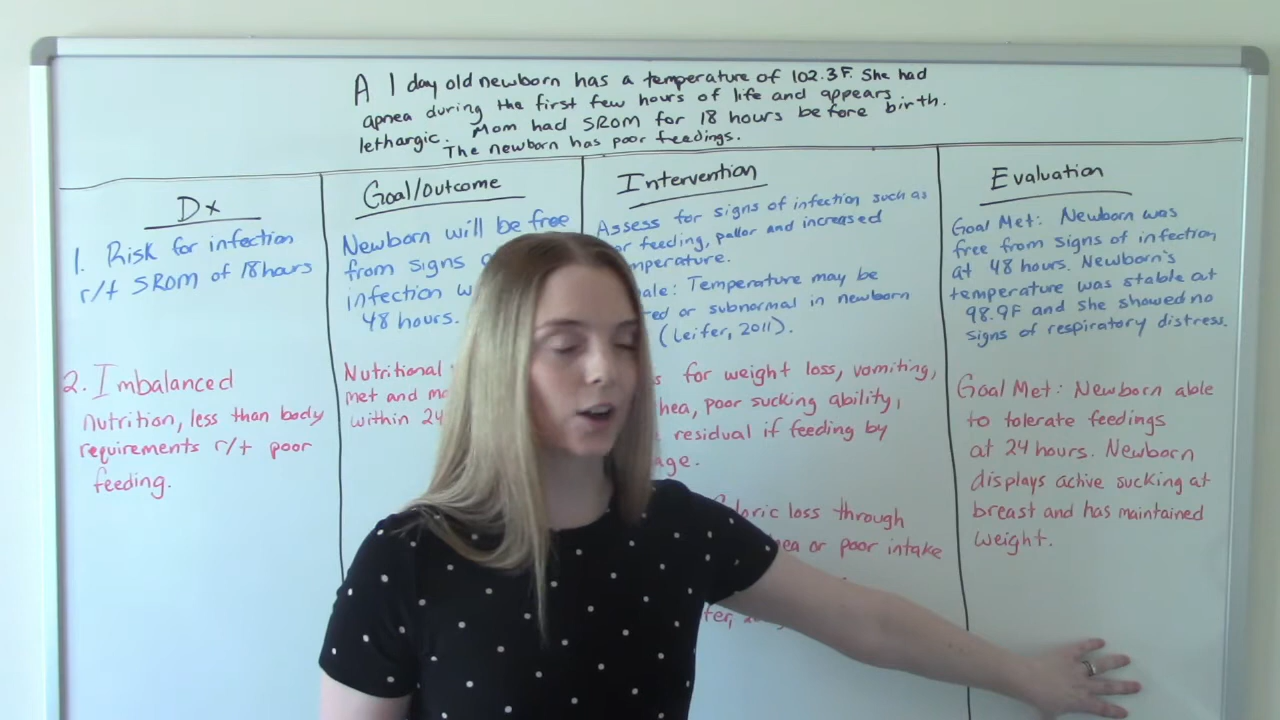 A 1 day old newborn has a temperature of 102.3F. She had
apnea during the first few hours of life and appears
lethargic. Mom had SROM for 18 hours before birth.
The newborn has poor feedings.
Dx
1. Risk for infection
r/t SROM of 18hours
2. Imbalanced
nutrition, less than body
requirements r/t poor
feeding.
Goal/outcome
Newborn will be free
from signs
infection
48 hours.
Nutritional
met and
within 24
Intervention
Assess for signs of infection such as
feeding, pallor and increased
temperature.
Temperature may be
or subnormal in newborn
(Leifer, 2011).
for weight loss, vomiting,
poor sucking ability,
residual if feeding by
Caloric loss through
or poor intake
Evaluation
Goal Met: Newborn was
free from signs of infection
at 48 hours. Newborn's
temperature was stable at
98.9F and she showed no
signs of respiratory distress.
Goal Met: Newborn able
to tolerate feedings
at 24 hours. Newborn
displays active sucking at
breast and has maintained
weight.